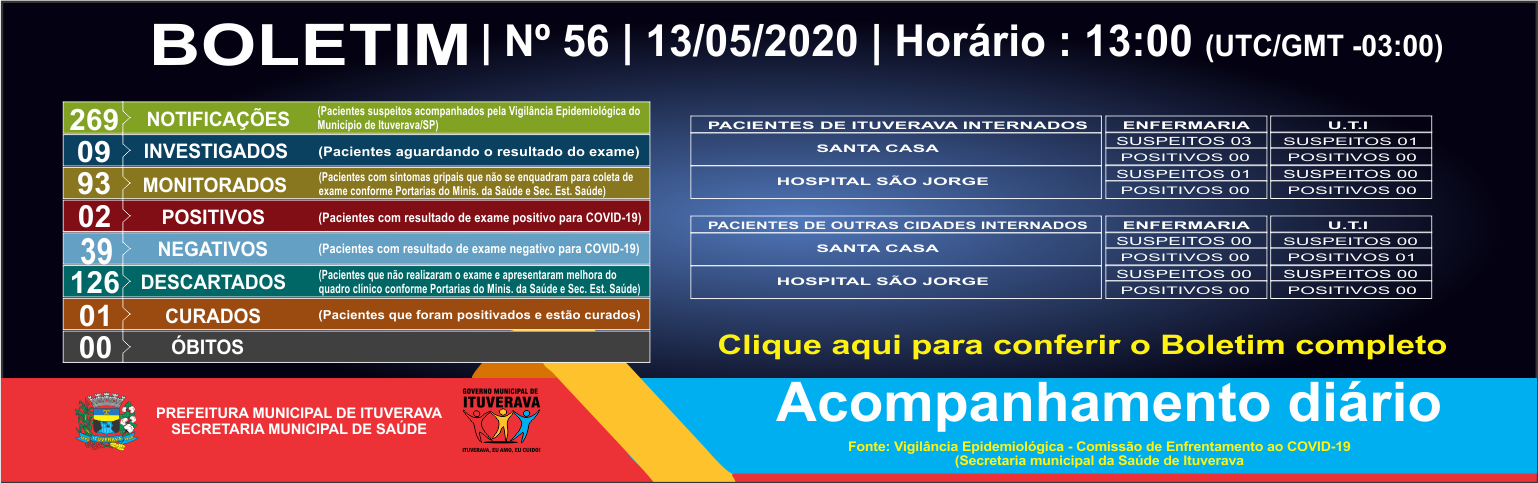 BOLETIM | Nº 56 | 13/05/2020 | Horário : 13:00 (UTC/GMT -03:00)
269 NOTIFICAÇÕES (Pacientes suspeitos acompanhados pela Vigilância Epidemiológica do
Município de Ituverava/SP)
09 INVESTIGADOS (Pacientes aguardando o resultado do exame)
93 MONITORADOS (Pacientes com sintomas gripais que não se enquadram para coleta de
exame conforme Portarias do Minis. da Saúde e Sec. Est. Saúde)
02 POSITIVOS (Pacientes com resultado de exame positivo para COVID-19)
39 NEGATIVOS (Pacientes com resultado de exame negativo para COVID-19)
126 DESCARTADOS (Pacientes que não realizaram o exame e apresentaram melhora do
quadro clínico conforme Portarias do Minis. da Saúde e Sec. Est. Saúde)
01 CURADOS (Pacientes que foram positivados e estão curados)
00 ÓBITOS
PACIENTES DE ITUVERAVA INTERNADOS ENFERMARIA U.T.I
SANTA CASA
SUSPEITOS 03 SUSPEITOS 01
POSITIVOS 00 POSITIVOS 00
HOSPITAL SÃO JORGE
SUSPEITOS 01 SUSPEITOS 00
POSITIVOS 00 POSITIVOS 00
PACIENTES DE OUTRAS CIDADES INTERNADOS ENFERMARIA U.T.I
SANTA CASA
SUSPEITOS 00 SUSPEITOS 00
POSITIVOS 00 POSITIVOS 01
HOSPITAL SÃO JORGE
SUSPEITOS 00 SUSPEITOS 00
POSITIVOS 00 POSITIVOS 00
Clique aqui para conferir o Boletim completo
ITUVERAVA
PREFEITURA MUNICIPAL DE ITUVERAVA
SECRETARIA MUNICIPAL DE SAÚDE
GOVERNO MUNICIPAL DE
ITUVERAVA
ITUVERAVA, EU AMO, EU CUIDO!
Acompanhamento diário
Fonte: Vigilância Epidemiológica - Comissão de Enfrentamento ao COVID-19
(Secretaria municipal da Saúde de Ituverava